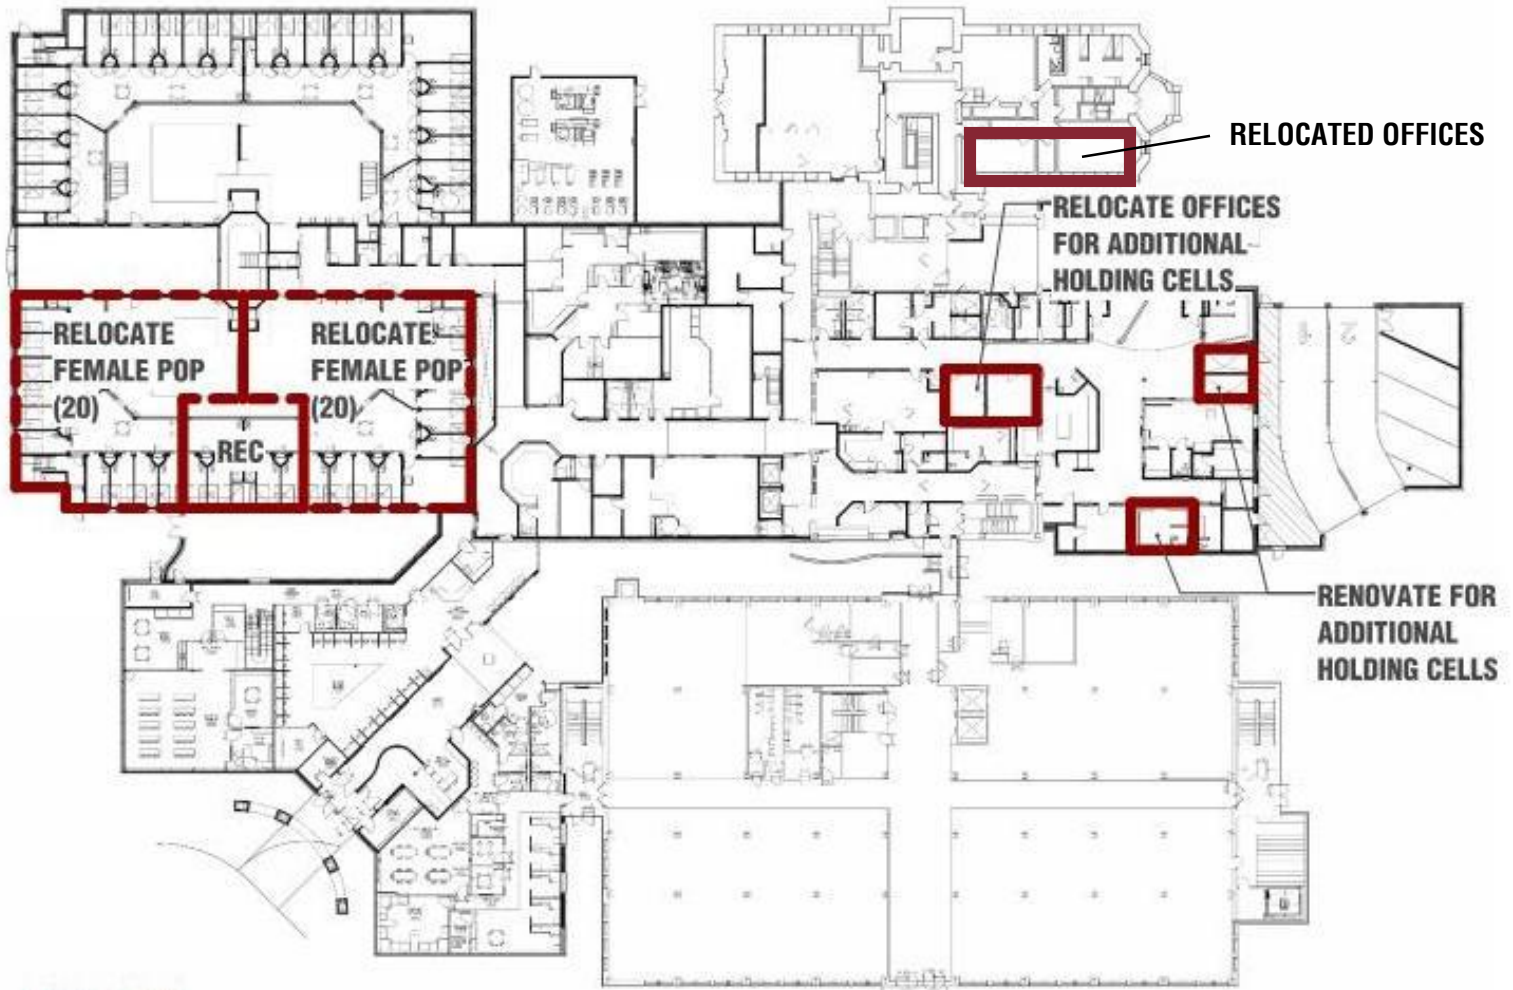 RELOCATED OFFICES
RELOCATE OFFICES
FOR ADDITIONAL
HOLDING CELLS
RELOCATE
FEMALE POP
(20)
RELOCATE
FEMALE POP
(20)
REC
RENOVATE FOR
ADDITIONAL
HOLDING CELLS